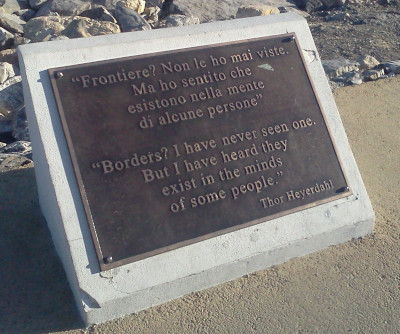 "Frontiere? Non le ho mai viste.
Ma ho sentito che
esistono nella mente
di alcune persone"
"Borders? I have never seen one.
But I have heard they
exist in the minds
of some people."
Thor Heyerdahl